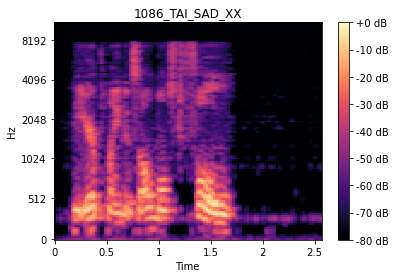 1086_TAI_SAD_XX
+0 dB
8192
-10 dB
4096
-20 dB
-30 dB
2048
Hz
-40 dB
1024
-50 dB
512
-60 dB
-70 dB
0
-80 dB
0 0.5 1 1.5 2 2.5
Time